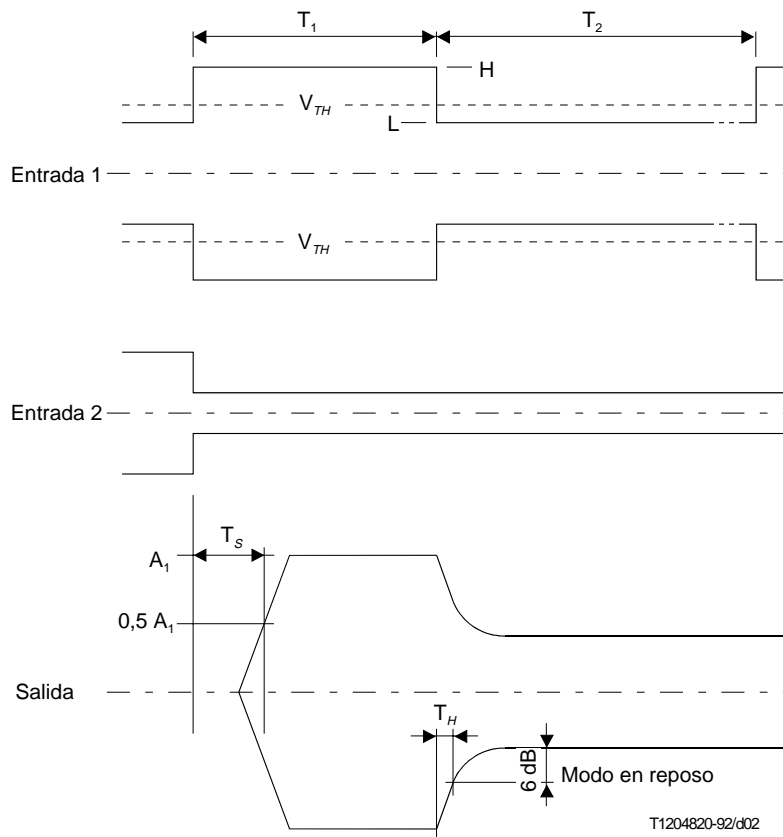 T1 T2
H
VTH
L
Entrada 1
VTH
Entrada 2
TS
A1
0,5 A1
Salida
TH
6 dB
Modo en reposo
T1204820-92/d02